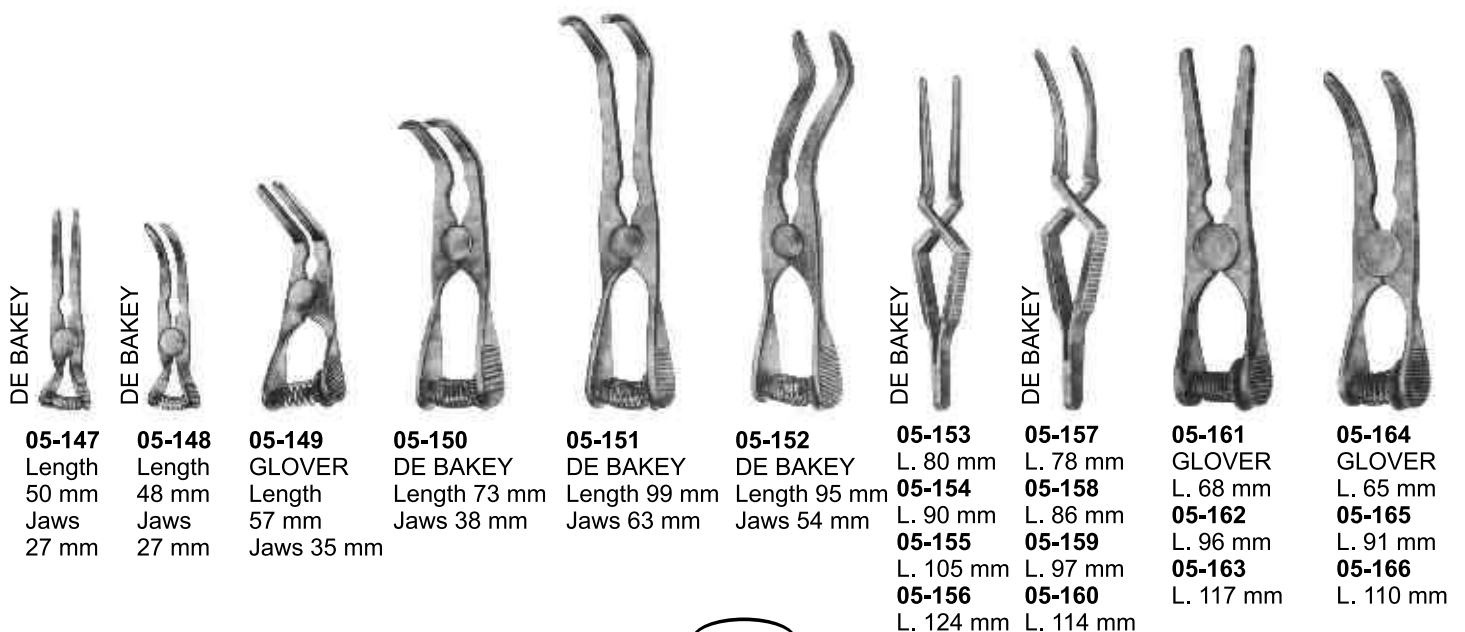 DE BAKEY
05-147
Length
50 mm
Jaws
27 mm
DE BAKEY
05-148
Length
48 mm
Jaws
27 mm
05-149
GLOVER
Length
57 mm
Jaws 35 mm
05-150
DE BAKEY
Length 73 mm
Jaws 38 mm
05-151
DE BAKEY
Length 99 mm
Jaws 63 mm
05-152
DE BAKEY
Length 95 mm
Jaws 54 mm
DE BAKEY
05-153
L. 80 mm
05-154
L. 90 mm
05-155
L. 105 mm
05-156
L. 124 mm
DE BAKEY
05-157
L. 78 mm
05-158
L. 86 mm
05-159
L. 97 mm
05-160
L. 114 mm
05-161
GLOVER
L. 68 mm
05-162
L. 96 mm
05-163
L. 117 mm
05-164
GLOVER
L. 65 mm
05-165
L. 91 mm
05-166
L. 110 mm